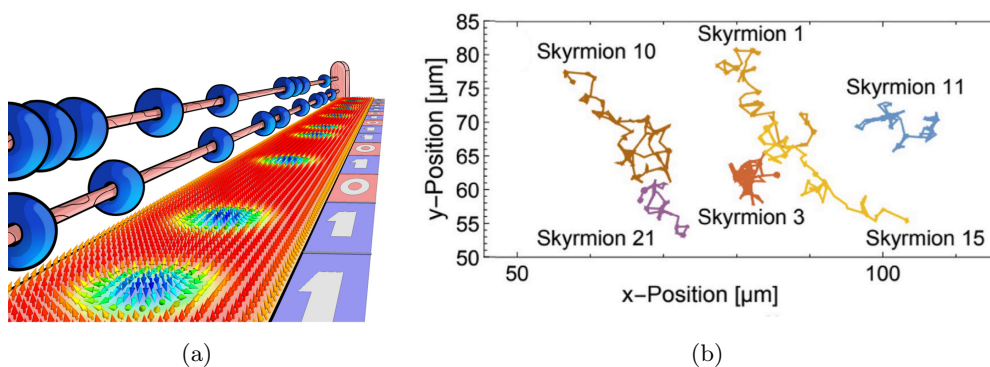 1
0
1
1
(a)
85
80
75
70
65
60
55
50
y-Position [μm]
Skyrmion 10
Skyrmion 1
Skyrmion 11
Skyrmion 21
Skyrmion 3
Skyrmion 15
50
100
x-Position [μm]
(b)